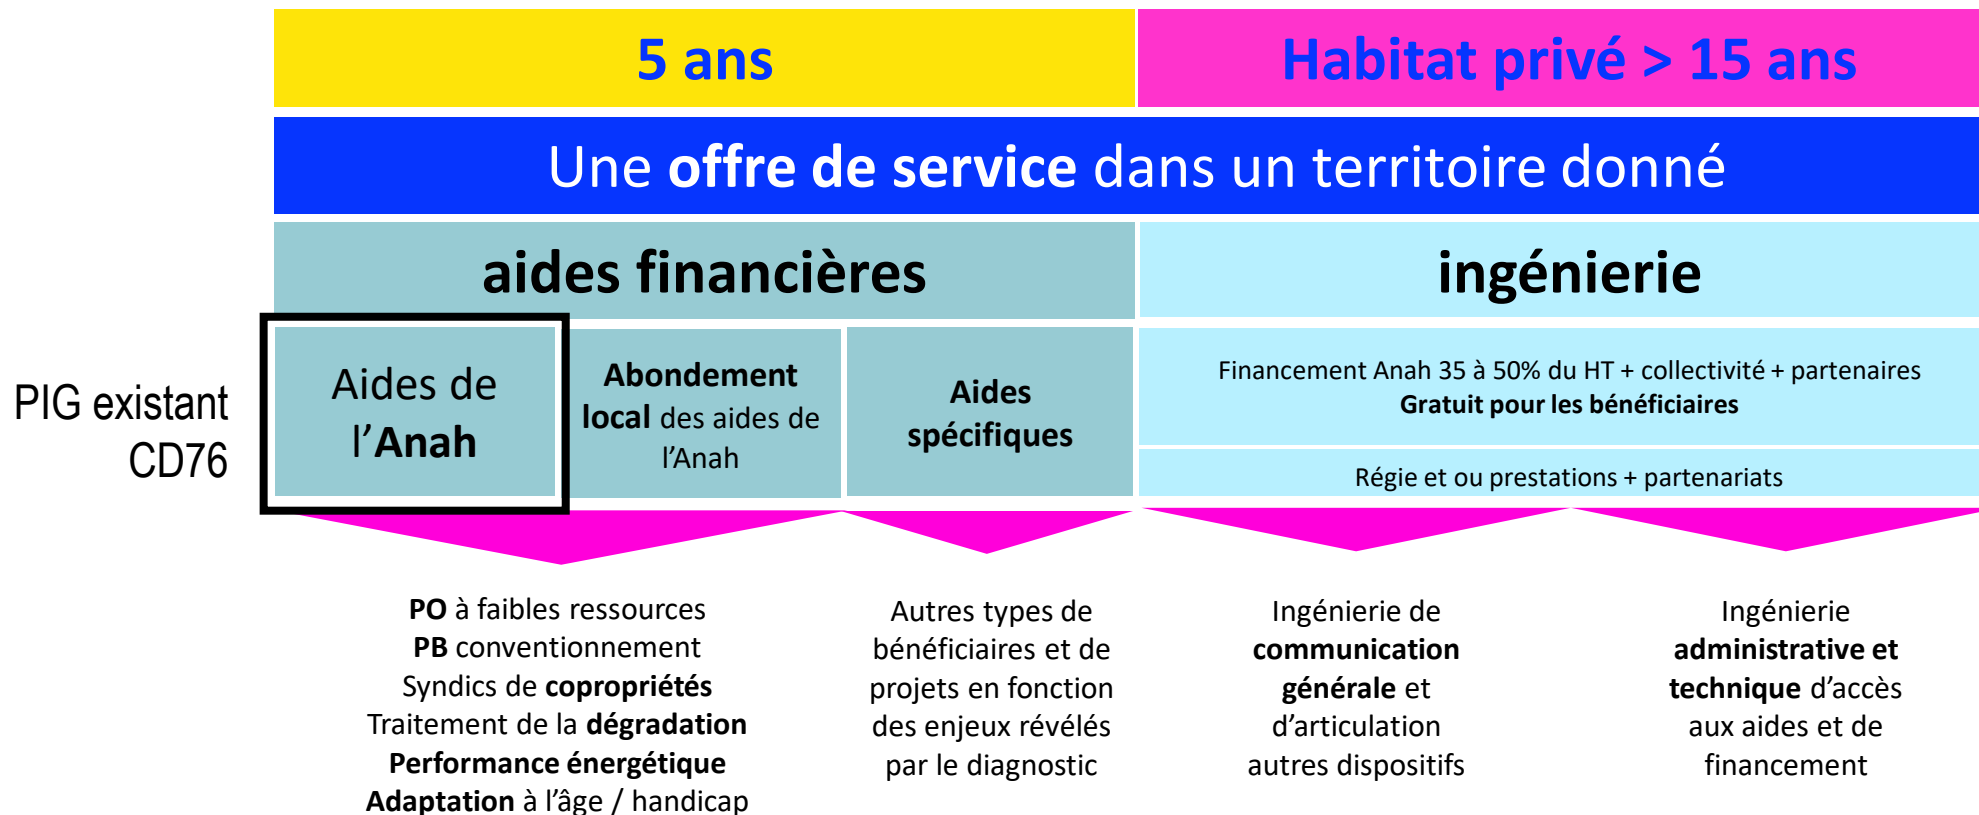 5 ans
Habitat privé > 15 ans
Une offre de service dans un territoire donné
aides financières
ingénierie
PIG existant
CD76
Aides de
l’Anah
Abondement
local des aides de
l’Anah
Aides
spécifiques
Financement Anah 35 à 50% du HT + collectivité + partenaires
Gratuit pour les bénéficiaires
Régie et ou prestations + partenariats
PO à faibles ressources
PB conventionnement
Syndics de copropriétés
Traitement de la dégradation
Performance énergétique
Adaptation à l’âge / handicap
Autres types de
bénéficiaires et de
projets en fonction
des enjeux révélés
par le diagnostic
Ingénierie de
communication
générale et
d’articulation
autres dispositifs
Ingénierie
administrative et
technique d’accès
aux aides et de
financement